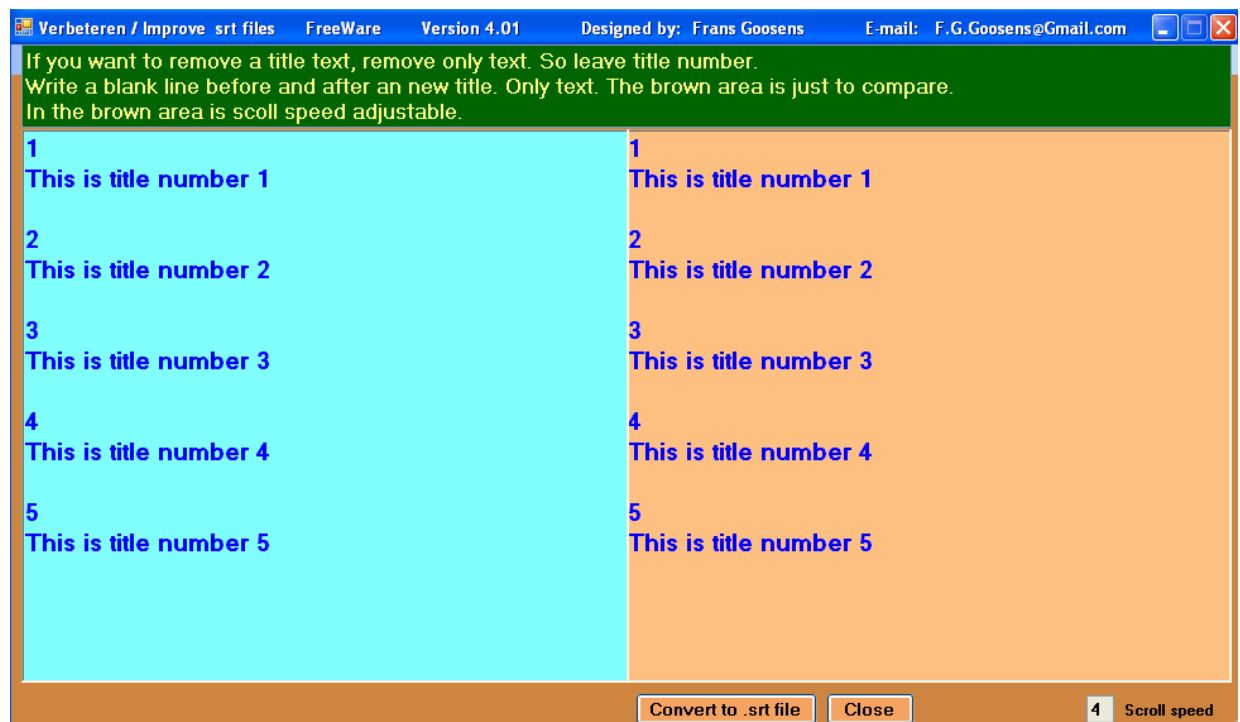 Verbeteren / Improve srt files FreeWare Version 4.01 Designed by: Frans Goosens E-mail: F.G.Goosens@Gmail.com
If you want to remove a title text, remove only text. So leave title number.
Write a blank line before and after an new title. Only text. The brown area is just to compare.
In the brown area is scoll speed adjustable.
1
This is title number 1
2
This is title number 2
3
This is title number 3
4
This is title number 4
5
This is title number 5
1
This is title number 1
2
This is title number 2
3
This is title number 3
4
This is title number 4
5
This is title number 5
Convert to .srt file Close 4 Scroll speed